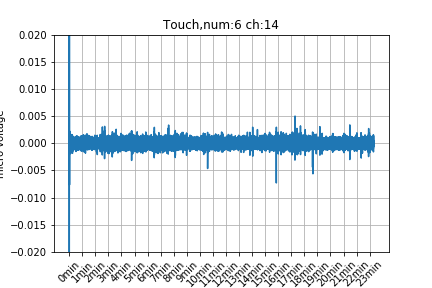 Touch,num:6 ch:14
0.020
0.015
0.010
0.005
0.000
−0.005
−0.010
−0.015
−0.020
micro voltage
0min
1min
2min
3min
4min
5min
6min
7min
8min
9min
10min
11min
12min
13min
14min
15min
16min
17min
18min
19min
20min
21min
22min
23min